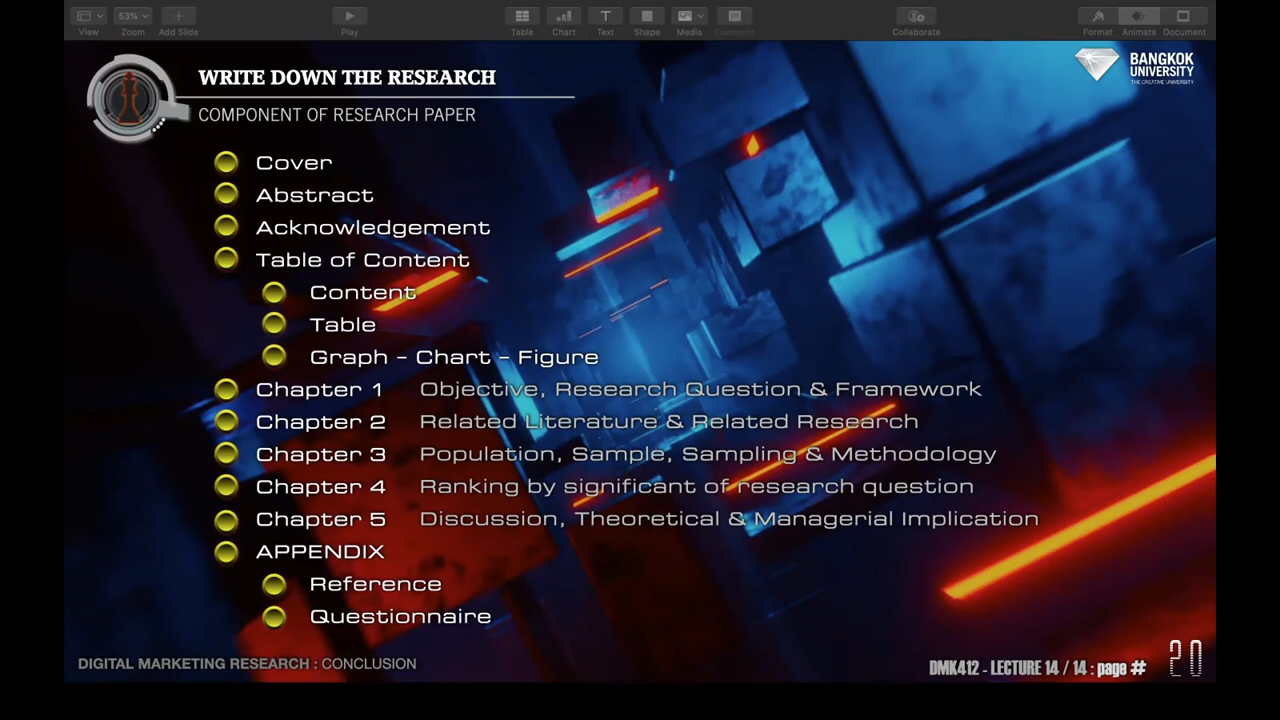 View
53%
Zoom
Add Slide
Play
Table
Chart
Text
Shape
Media
Comment
Collaborate
Format
Animate
Document
WRITE DOWN THE RESEARCH
COMPONENT OF RESEARCH PAPER
BANGKOK
UNIVERSITY
THE CREATIVE UNIVERSITY
Cover
Abstract
Acknowledgement
Table of Content
Content
Table
Graph - Chart - Figure
Chapter 1 Objective, Research Question & Framework
Chapter 2 Related Literature & Related Research
Chapter 3 Population, Sample, Sampling & Methodology
Chapter 4 Ranking by significant of research question
Chapter 5 Discussion, Theoretical & Managerial Implication
APPENDIX
Reference
Questionnaire
DIGITAL MARKETING RESEARCH : CONCLUSION
DMK412 - LECTURE 14 / 14 : page # 20